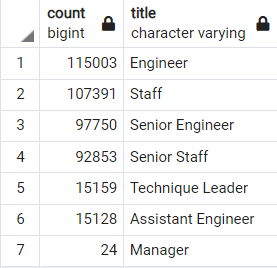 count title
bigint character varying
1 115003 Engineer
2 107391 Staff
3 97750 Senior Engineer
4 92853 Senior Staff
5 15159 Technique Leader
6 15128 Assistant Engineer
7 24 Manager